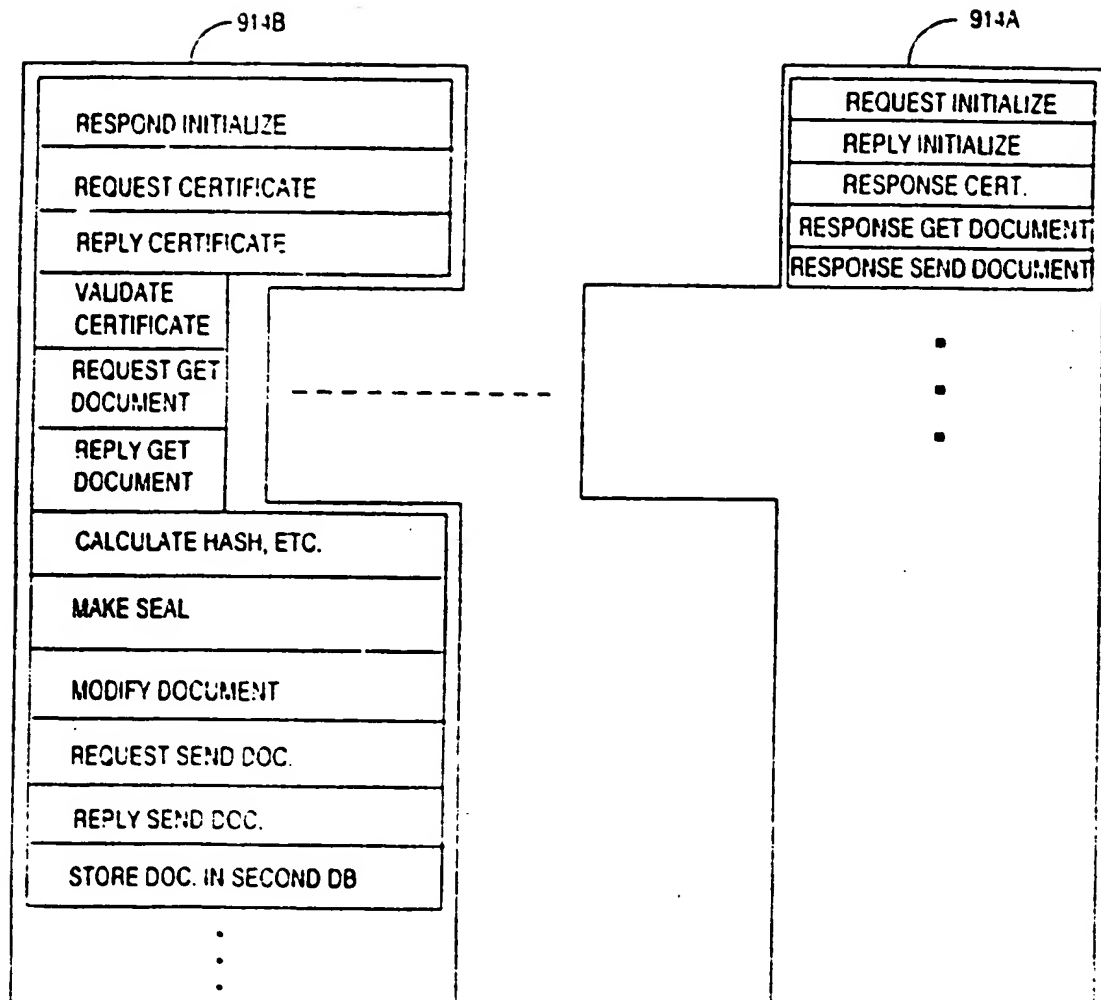 914B
RESPOND INITIALIZE
REQUEST CERTIFICATE
REPLY CERTIFICATE
VALIDATE
CERTIFICATE
REQUEST GET
DOCUMENT
REPLY GET
DOCUMENT
CALCULATE HASH, ETC.
MAKE SEAL
MODIFY DOCUMENT
REQUEST SEND DOC.
REPLY SEND DOC.
STORE DOC. IN SECOND DB
914A
REQUEST INITIALIZE
REPLY INITIALIZE
RESPONSE CERT.
RESPONSE GET DOCUMENT
RESPONSE SEND DOCUMENT